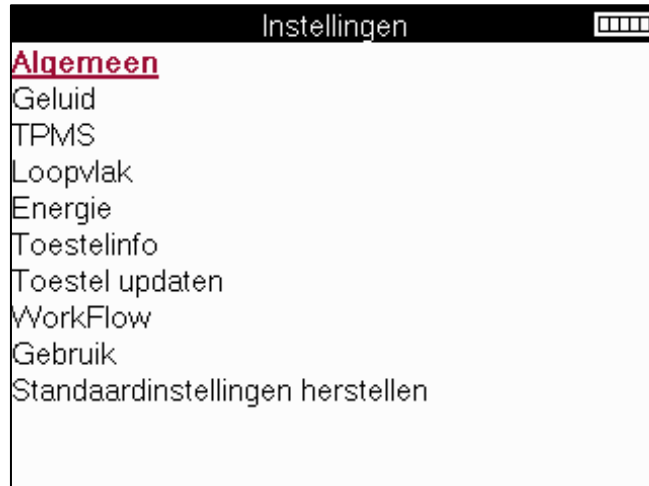 Instellingen
Algemeen
Geluid
TPMS
Loopvlak
Energie
Toestelinfo
Toestel updaten
WorkFlow
Gebruik
Standaardinstellingen herstellen